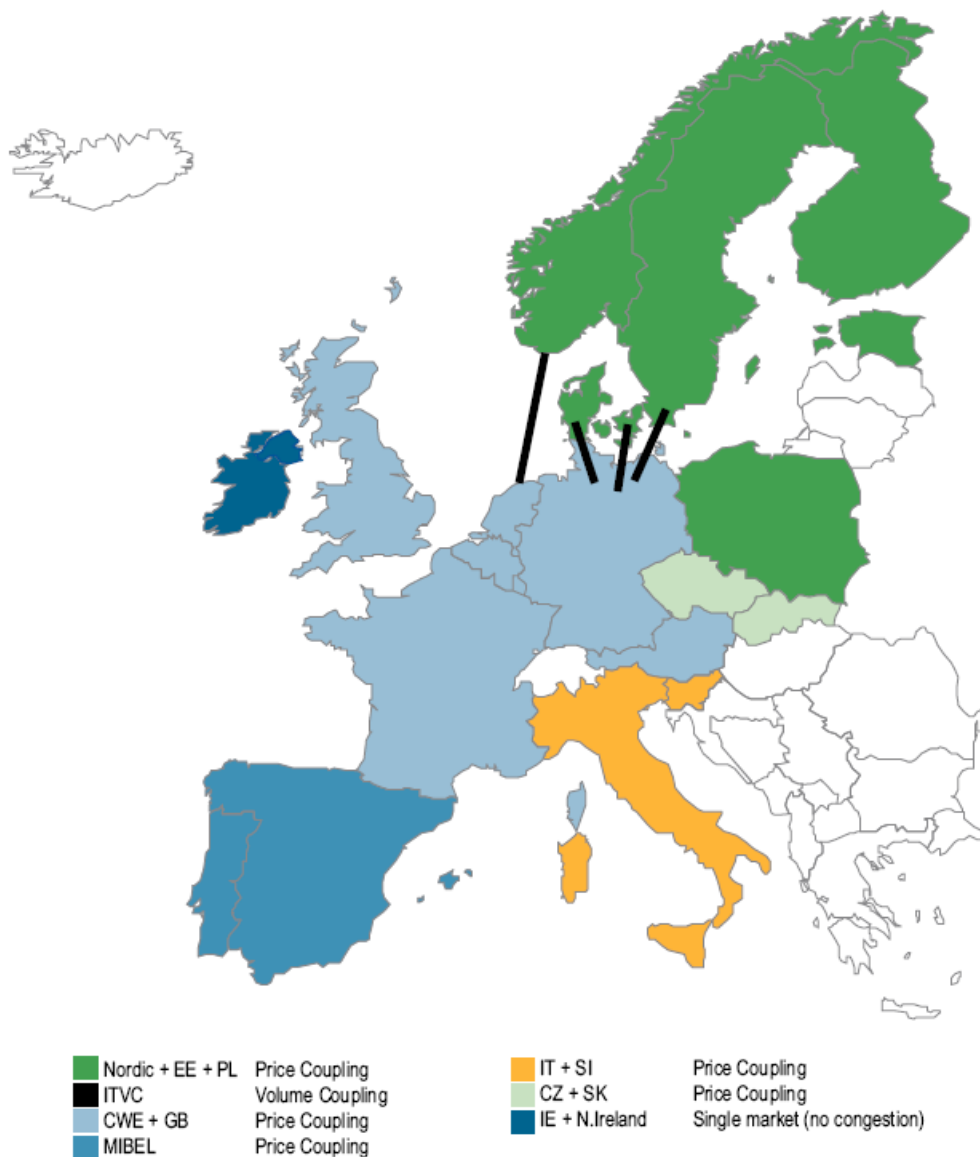 Nordic + EE + PL Price Coupling
ITVC Volume Coupling
CWE + GB Price Coupling
MIBEL Price Coupling
IT + SI Price Coupling
CZ + SK Price Coupling
IE + N.Ireland Single market (no congestion)